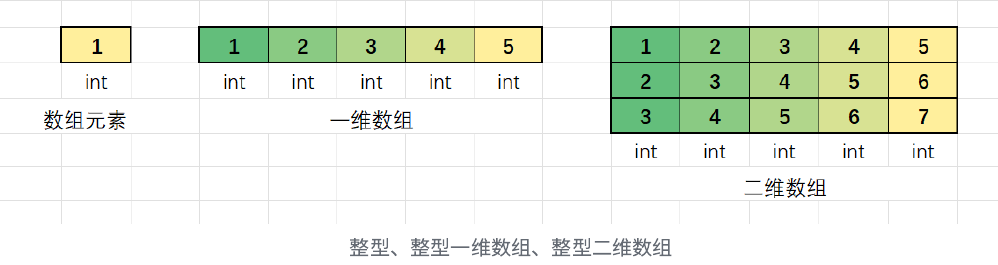 1 1 2 3 4 5 1 2 3 4 5
int int int int int int 2 3 4 5 6
数组元素 一维数组 3 4 5 6 7
int int int int int
二维数组
整型、整型一维数组、整型二维数组